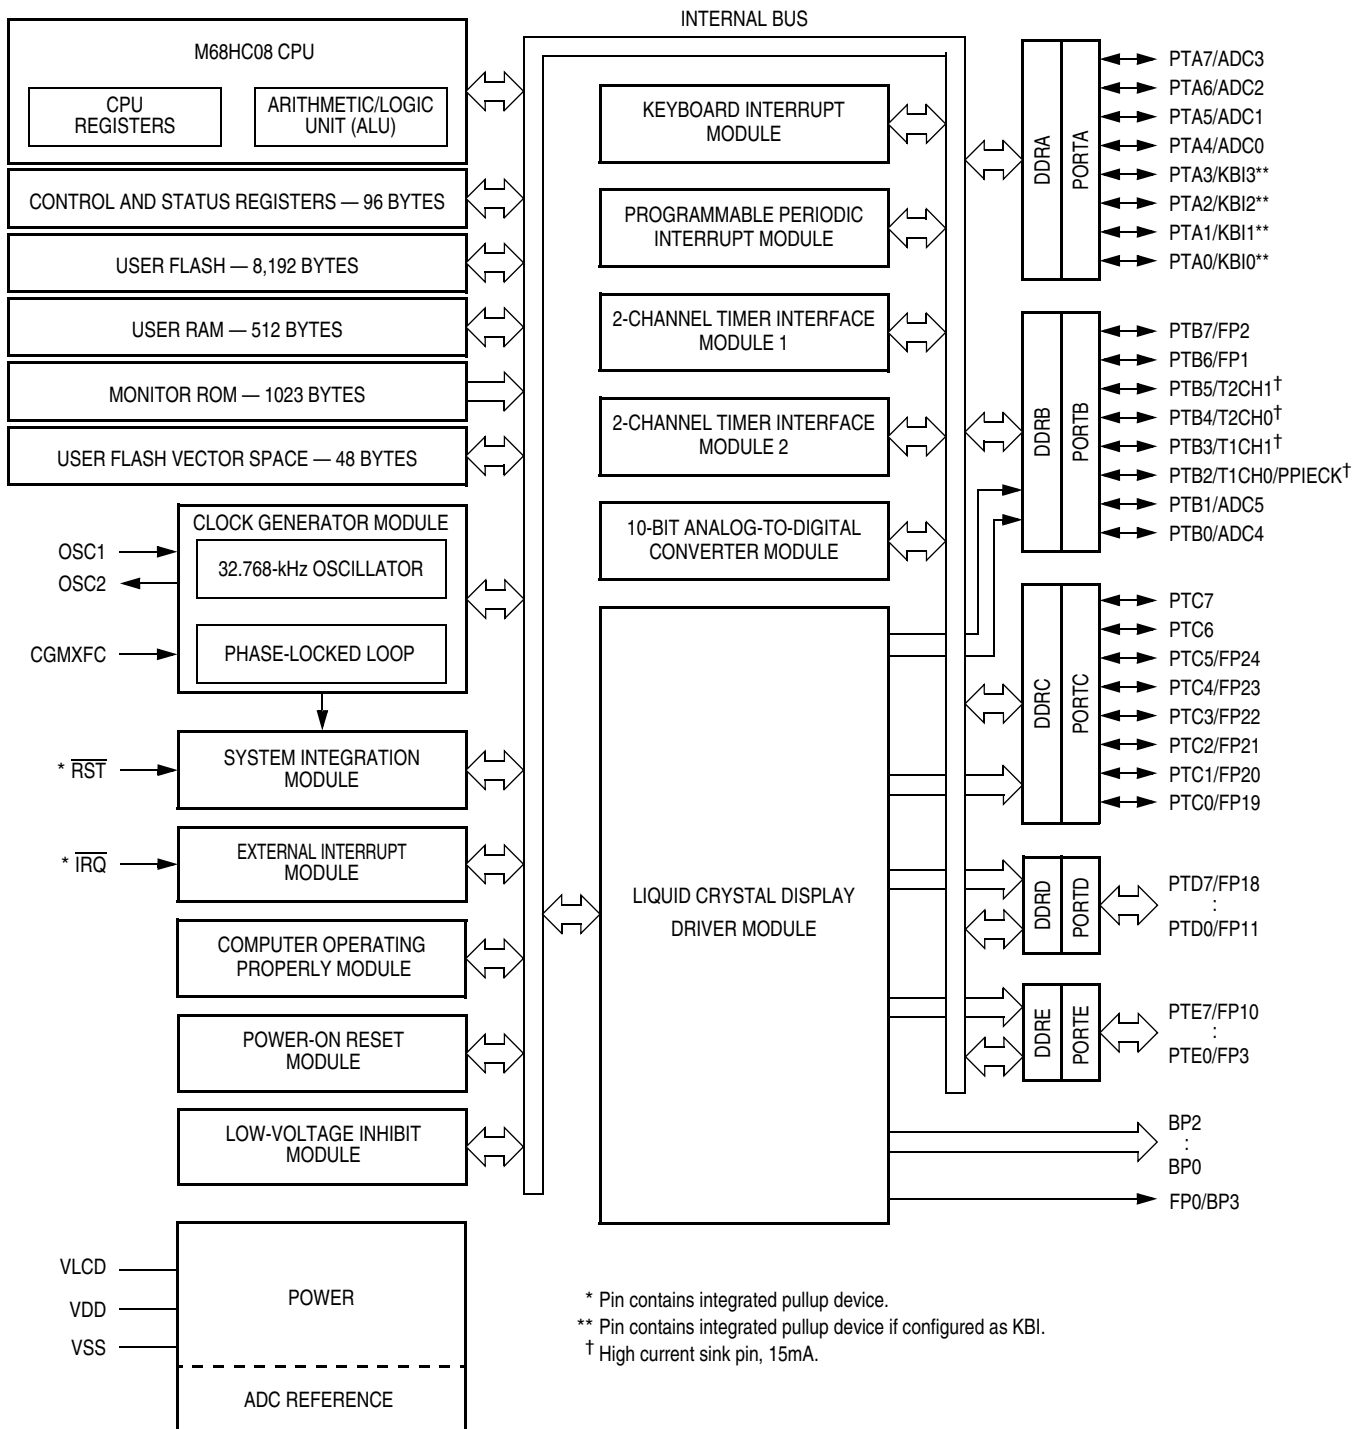 INTERNAL BUS
M68HC08 CPU
CPU
REGISTERS
ARITHMETIC/LOGIC
UNIT (ALU)
CONTROL AND STATUS REGISTERS — 96 BYTES
USER FLASH — 8,192 BYTES
USER RAM — 512 BYTES
MONITOR ROM — 1023 BYTES
USER FLASH VECTOR SPACE — 48 BYTES
CLOCK GENERATOR MODULE
32.768-kHz OSCILLATOR
PHASE-LOCKED LOOP
OSC1
OSC2
CGMXFC
SYSTEM INTEGRATION
MODULE
* RST
EXTERNAL INTERRUPT
MODULE
* IRQ
COMPUTER OPERATING
PROPERLY MODULE
POWER-ON RESET
MODULE
LOW-VOLTAGE INHIBIT
MODULE
VLCD
VDD
VSS
POWER
ADC REFERENCE
KEYBOARD INTERRUPT
MODULE
PROGRAMMABLE PERIODIC
INTERRUPT MODULE
2-CHANNEL TIMER INTERFACE
MODULE 1
2-CHANNEL TIMER INTERFACE
MODULE 2
10-BIT ANALOG-TO-DIGITAL
CONVERTER MODULE
LIQUID CRYSTAL DISPLAY
DRIVER MODULE
DDRA
PORTA
PTA7/ADC3
PTA6/ADC2
PTA5/ADC1
PTA4/ADC0
PTA3/KBI3**
PTA2/KBI2**
PTA1/KBI1**
PTA0/KBI0**
DDRB
PORTB
PTB7/FP2
PTB6/FP1
PTB5/T2CH1†
PTB4/T2CH0†
PTB3/T1CH1†
PTB2/T1CH0/PPIECK†
PTB1/ADC5
PTB0/ADC4
DDRC
PORTC
PTC7
PTC6
PTC5/FP24
PTC4/FP23
PTC3/FP22
PTC2/FP21
PTC1/FP20
PTC0/FP19
DDRD
PORTD
PTD7/FP18
:
PTD0/FP11
DDRE
PORTE
PTE7/FP10
:
PTE0/FP3
BP2
:
BP0
FP0/BP3
* Pin contains integrated pullup device.
** Pin contains integrated pullup device if configured as KBI.
† High current sink pin, 15mA.